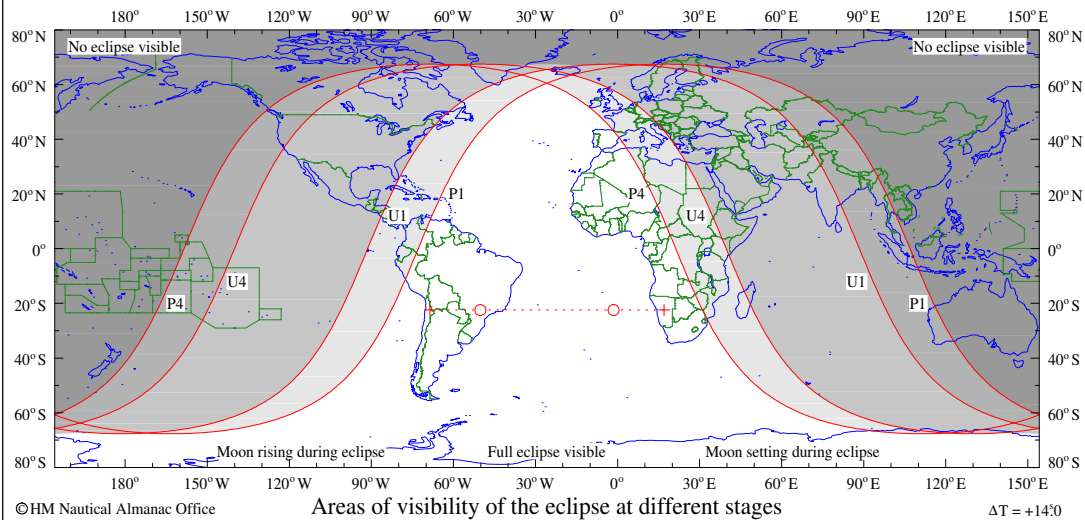 180° 150° W 120° W 90° W 60° W 30° W 0° 30° E 60° E 90° E 120° E 150° E
80° N 80° N
No eclipse visible No eclipse visible
60° N 60° N
40° N 40° N
20° N P1 P4 20° N
U1 U4
0° 0°
U4 U1
20° S P4 P1 20° S
40° S 40° S
60° S 60° S
Moon rising during eclipse Full eclipse visible Moon setting during eclipse
80° S 80° S
180° 150° W 120° W 90° W 60° W 30° W 0° 30° E 60° E 90° E 120° E 150° E
©HM Nautical Almanac Office Areas of visibility of the eclipse at different stages ΔT = +14ˢ.0